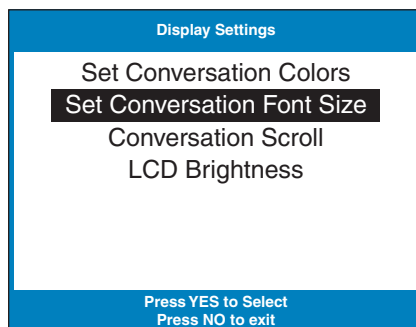 Display Settings
Set Conversation Colors
Set Conversation Font Size
Conversation Scroll
LCD Brightness
Press YES to Select
Press NO to exit